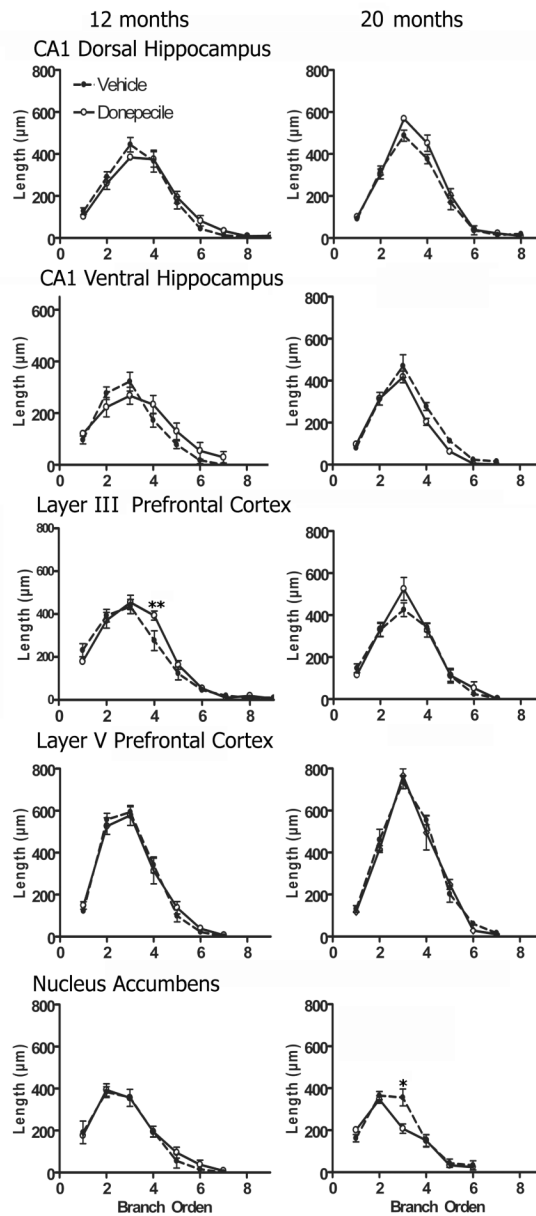 12 months 20 months
CA1 Dorsal Hippocampus
Vehicle
Donepecile
Length (µm)
800
600
400
200
0
0 2 4 6 8
Length (µm)
800
600
400
200
0
0 2 4 6 8
CA1 Ventral Hippocampus
Length (µm)
600
400
200
0
0 2 4 6 8
Length (µm)
800
600
400
200
0
0 2 4 6 8
Layer III Prefrontal Cortex
Length (µm)
800
600
400
200
0
**
0 2 4 6 8
Length (µm)
800
600
400
200
0
0 2 4 6 8
Layer V Prefrontal Cortex
Length (µm)
800
600
400
200
0
0 2 4 6 8
Length (µm)
800
600
400
200
0
0 2 4 6 8
Nucleus Accumbens
Length (µm)
800
600
400
200
0
0 2 4 6 8
Branch Orden
Length (µm)
800
600
400
200
0
*
0 2 4 6 8
Branch Orden